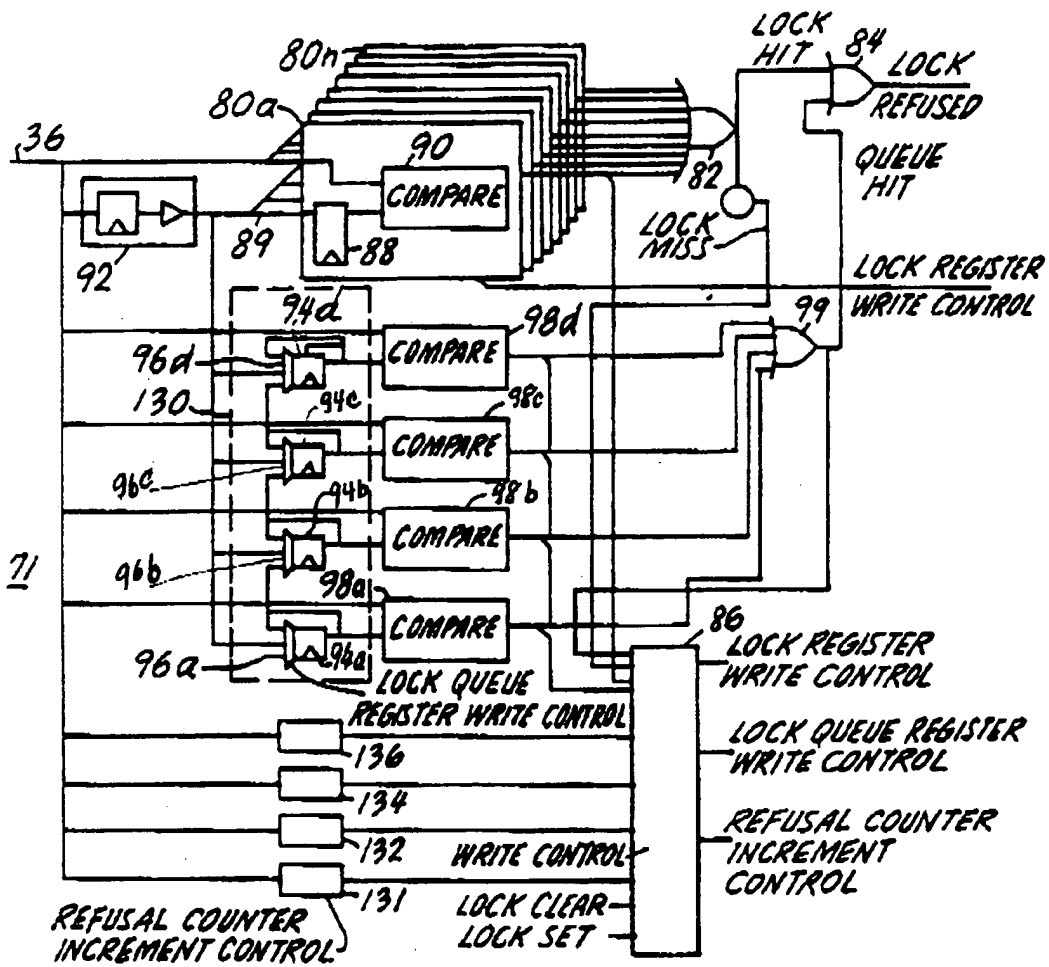 80n
LOCK
HIT
84
LOCK
REFUSED
80a
36
90
COMPARE
82
QUEUE
HIT
89
88
92
LOCK
MISS
LOCK REGISTER
WRITE CONTROL
94d
98d
99
COMPARE
96d
130
94c
98c
COMPARE
96c
94b
98b
COMPARE
71
96b
98a
COMPARE
86
96a
94a
LOCK REGISTER
WRITE CONTROL
LOCK QUEUE
REGISTER WRITE CONTROL
LOCK QUEUE REGISTER
WRITE CONTROL
136
134
132
WRITE CONTROL
REFUSAL COUNTER
INCREMENT
CONTROL
131
LOCK CLEAR
LOCK SET
REFUSAL COUNTER
INCREMENT CONTROL